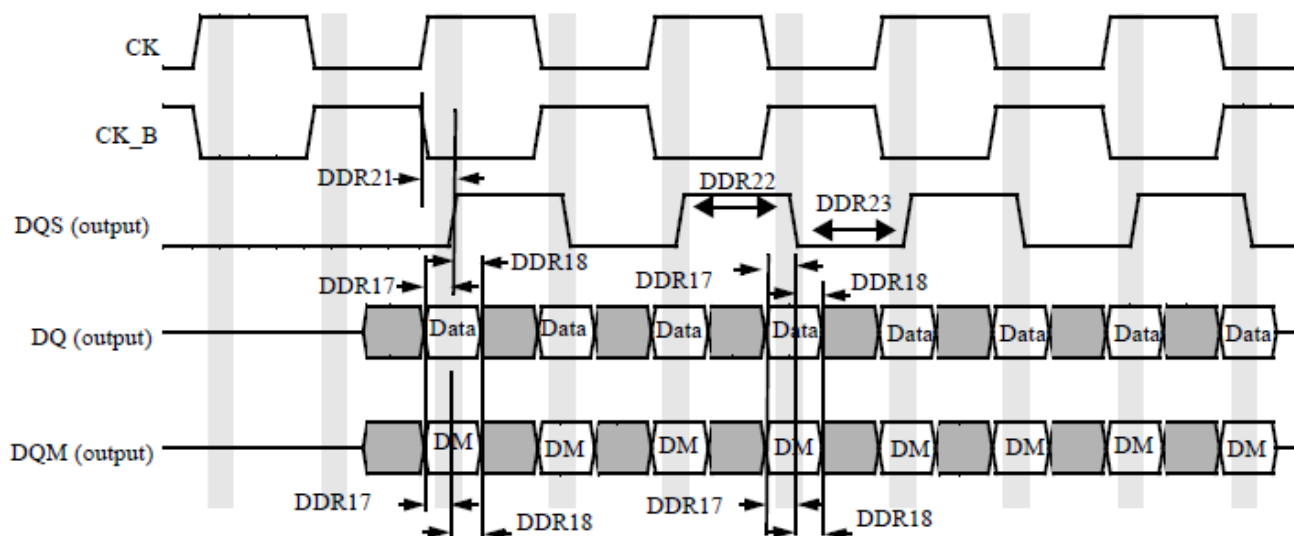 CK
CK_B
DDR21
DDR22
DDR23
DQS (output)
DDR18
DDR17
DDR17
DDR18
DQ (output)
Data Data Data Data Data Data Data Data
DQM (output)
DM DM DM DM DM DM DM DM
DDR17
DDR18
DDR17
DDR18